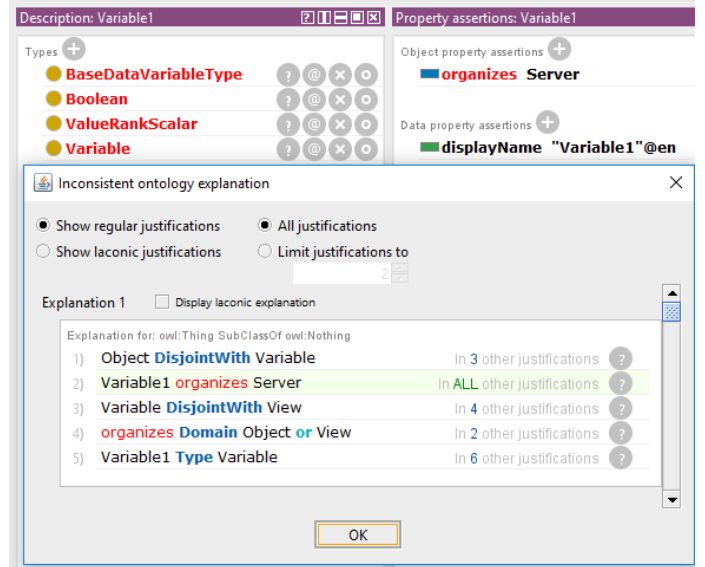 Description: Variable1
Property assertions: Variable1
Types
BaseDataVariableType
Boolean
ValueRankScalar
Variable
Object property assertions
organizes Server
Data property assertions
displayName "Variable1"@en
Inconsistent ontology explanation
Show regular justifications
All justifications
Show laconic justifications
Limit justifications to
2
Explanation 1
Display laconic explanation
Explanation for: owl:Thing SubClassOf owl:Nothing
1) Object DisjointWith Variable In 3 other justifications ?
2) Variable1 organizes Server In ALL other justifications ?
3) Variable DisjointWith View In 4 other justifications ?
4) organizes Domain Object or View In 2 other justifications ?
5) Variable1 Type Variable In 6 other justifications ?
OK